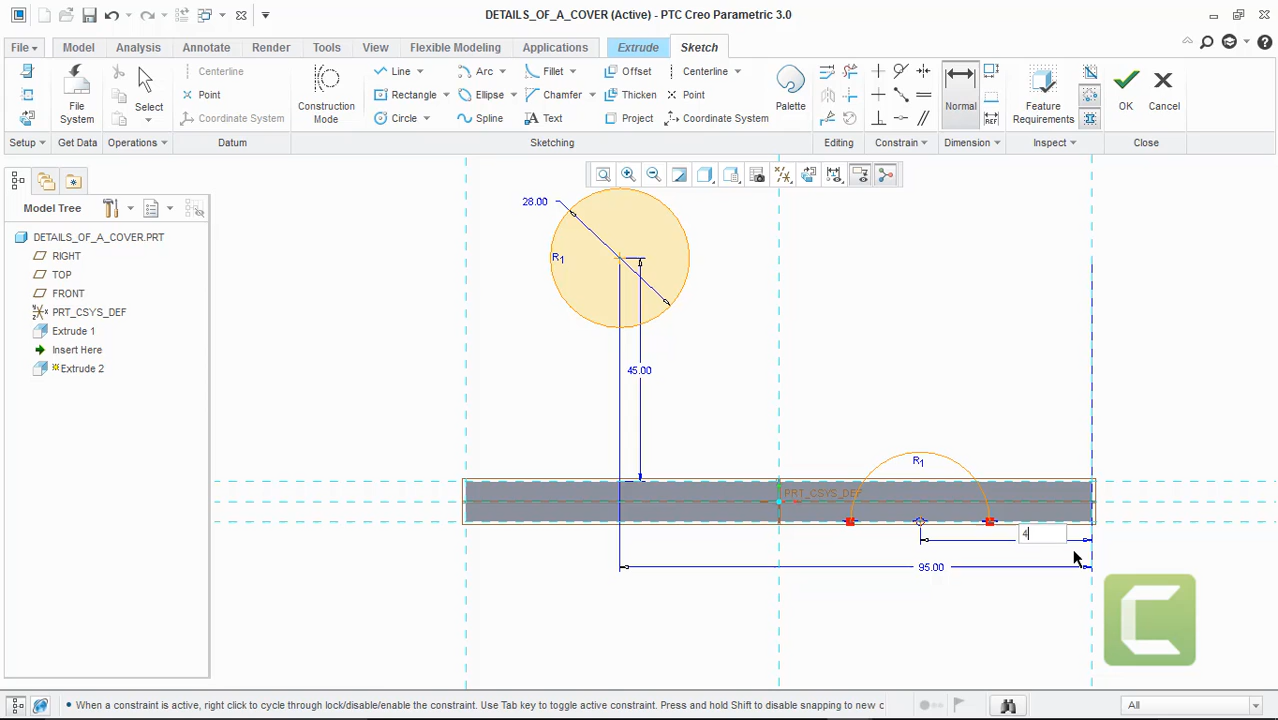 DETAILS_OF_A_COVER (Active) - PTC Creo Parametric 3.0
File Model Analysis Annotate Render Tools View Flexible Modeling Applications Extrude Sketch
File System
Select
Centerline
Point
Coordinate System
Construction Mode
Line Arc Fillet Offset Centerline
Rectangle Ellipse Chamfer Thicken Point
Circle Spline Text Project Coordinate System
Palette
Normal
Feature Requirements
OK
Cancel
Setup Get Data Operations Datum Sketching Editing Constrain Dimension Inspect Close
Model Tree
DETAILS_OF_A_COVER.PRT
RIGHT
TOP
FRONT
PRT_CSYS_DEF
Extrude 1
Insert Here
Extrude 2
28.00
R1
45.00
R1
PRT_CSYS_DEF
4
95.00
When a constraint is active, right click to cycle through lock/disable/enable the constraint. Use Tab key to toggle active constraint. Press and hold Shift to disable snapping to new c
All